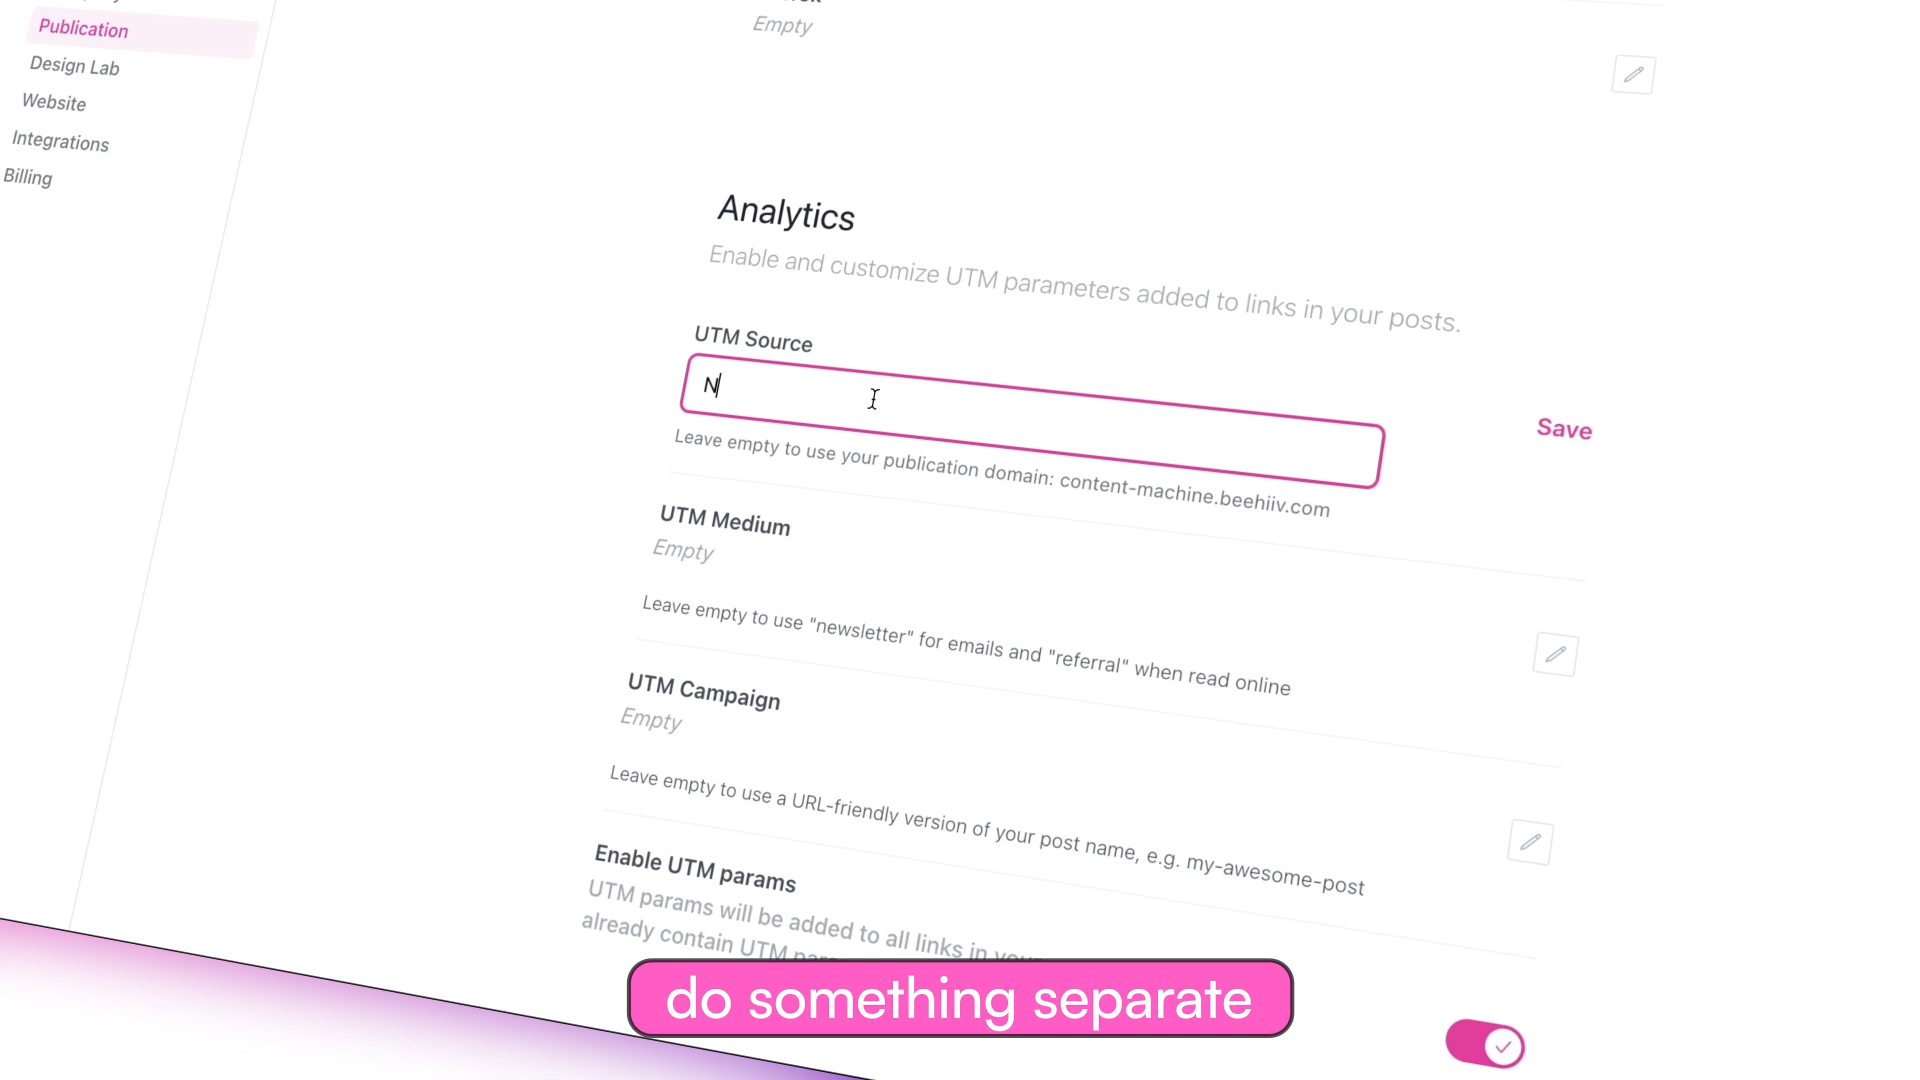 Publication
Design Lab
Website
Integrations
Billing
Empty
Analytics
Enable and customize UTM parameters added to links in your posts.
UTM Source
N
Save
Leave empty to use your publication domain: content-machine.beehiiv.com
UTM Medium
Empty
Leave empty to use "newsletter" for emails and "referral" when read online
UTM Campaign
Empty
Leave empty to use a URL-friendly version of your post name, e.g. my-awesome-post
Enable UTM params
UTM params will be added to all links in your
already contain UTM
do something separate